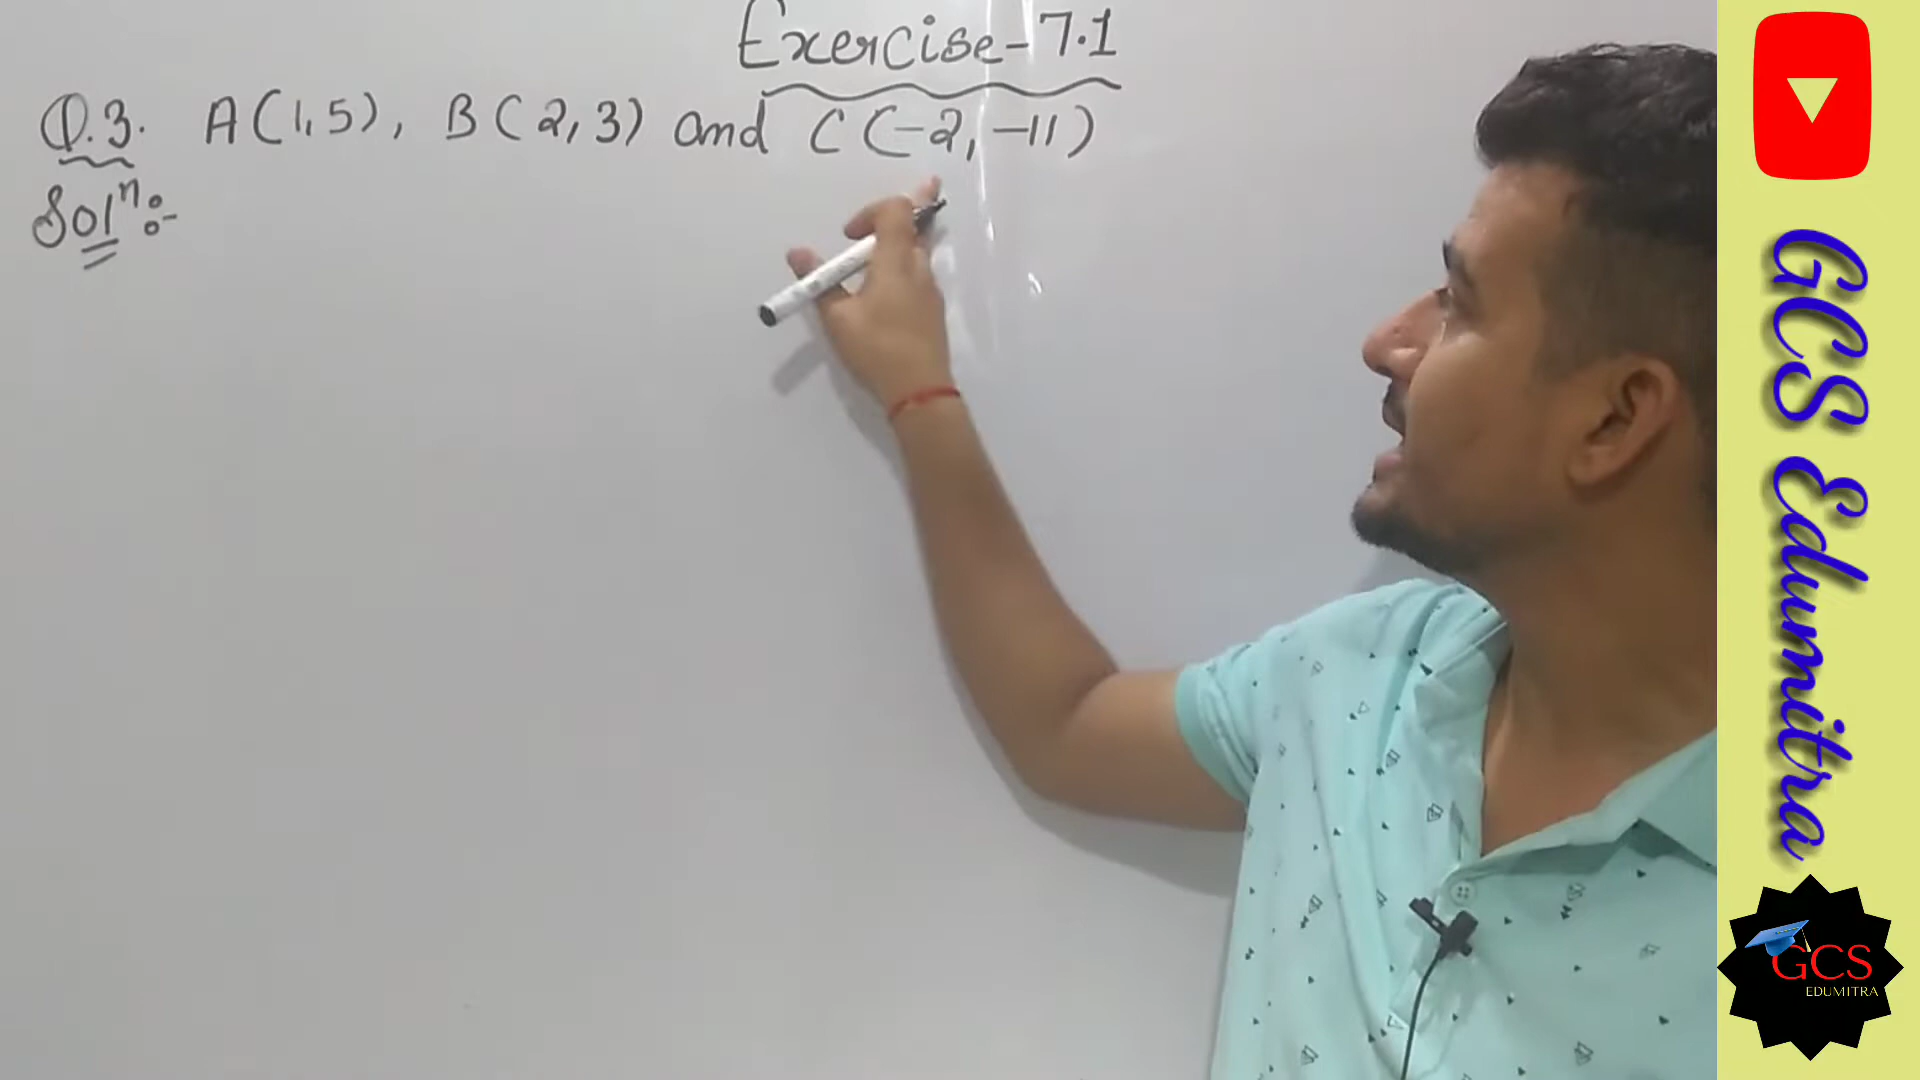 Exercise-7.1
Q.3. A(1,5), B(2,3) and C(-2,-11)
Solⁿ:-
GCS Edumitra
GCS
EDUMITRA